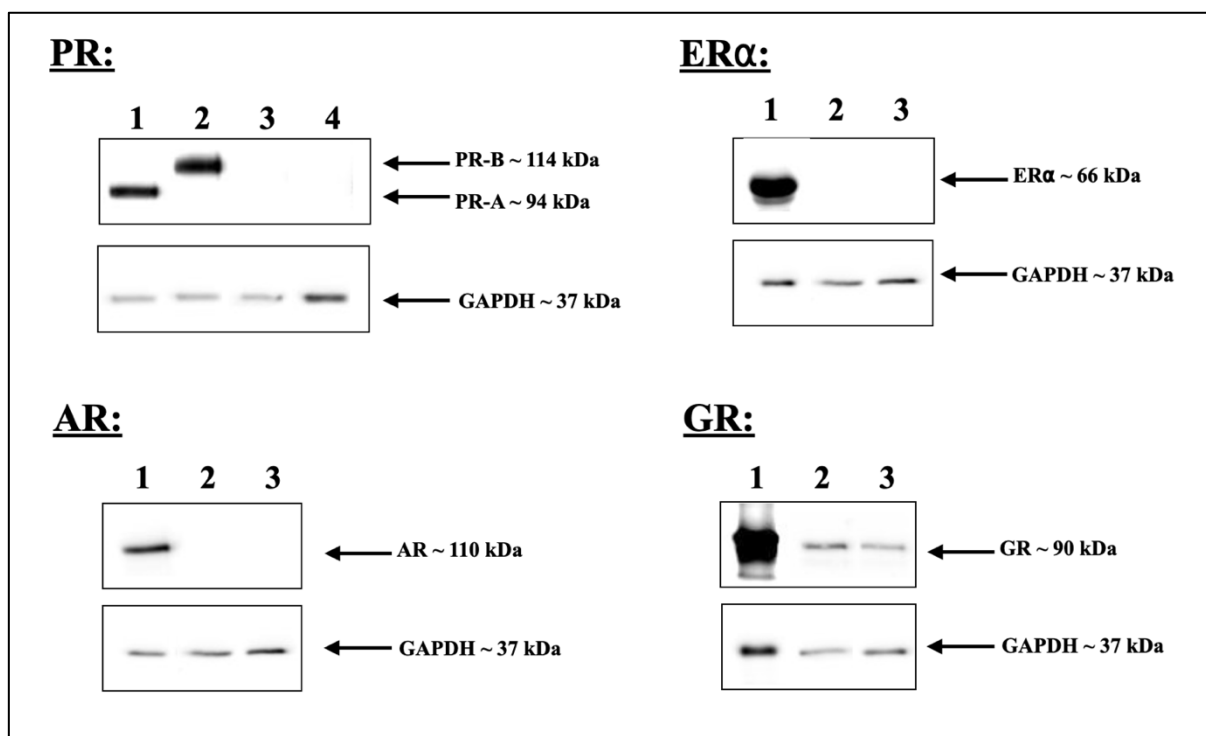 PR:
1 2 3 4
PR-B ~ 114 kDa
PR-A ~ 94 kDa
GAPDH ~ 37 kDa
ERα:
1 2 3
ERα ~ 66 kDa
GAPDH ~ 37 kDa
AR:
1 2 3
AR ~ 110 kDa
GAPDH ~ 37 kDa
GR:
1 2 3
GR ~ 90 kDa
GAPDH ~ 37 kDa